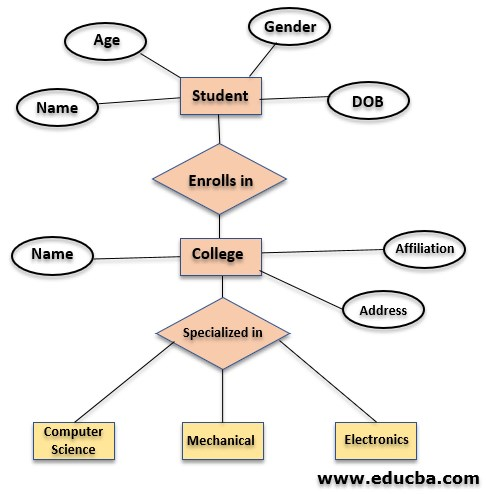 Age
Gender
Name
Student
DOB
Enrolls in
Name
College
Affiliation
Address
Specialized in
Computer
Science
Mechanical
Electronics
www.educba.com